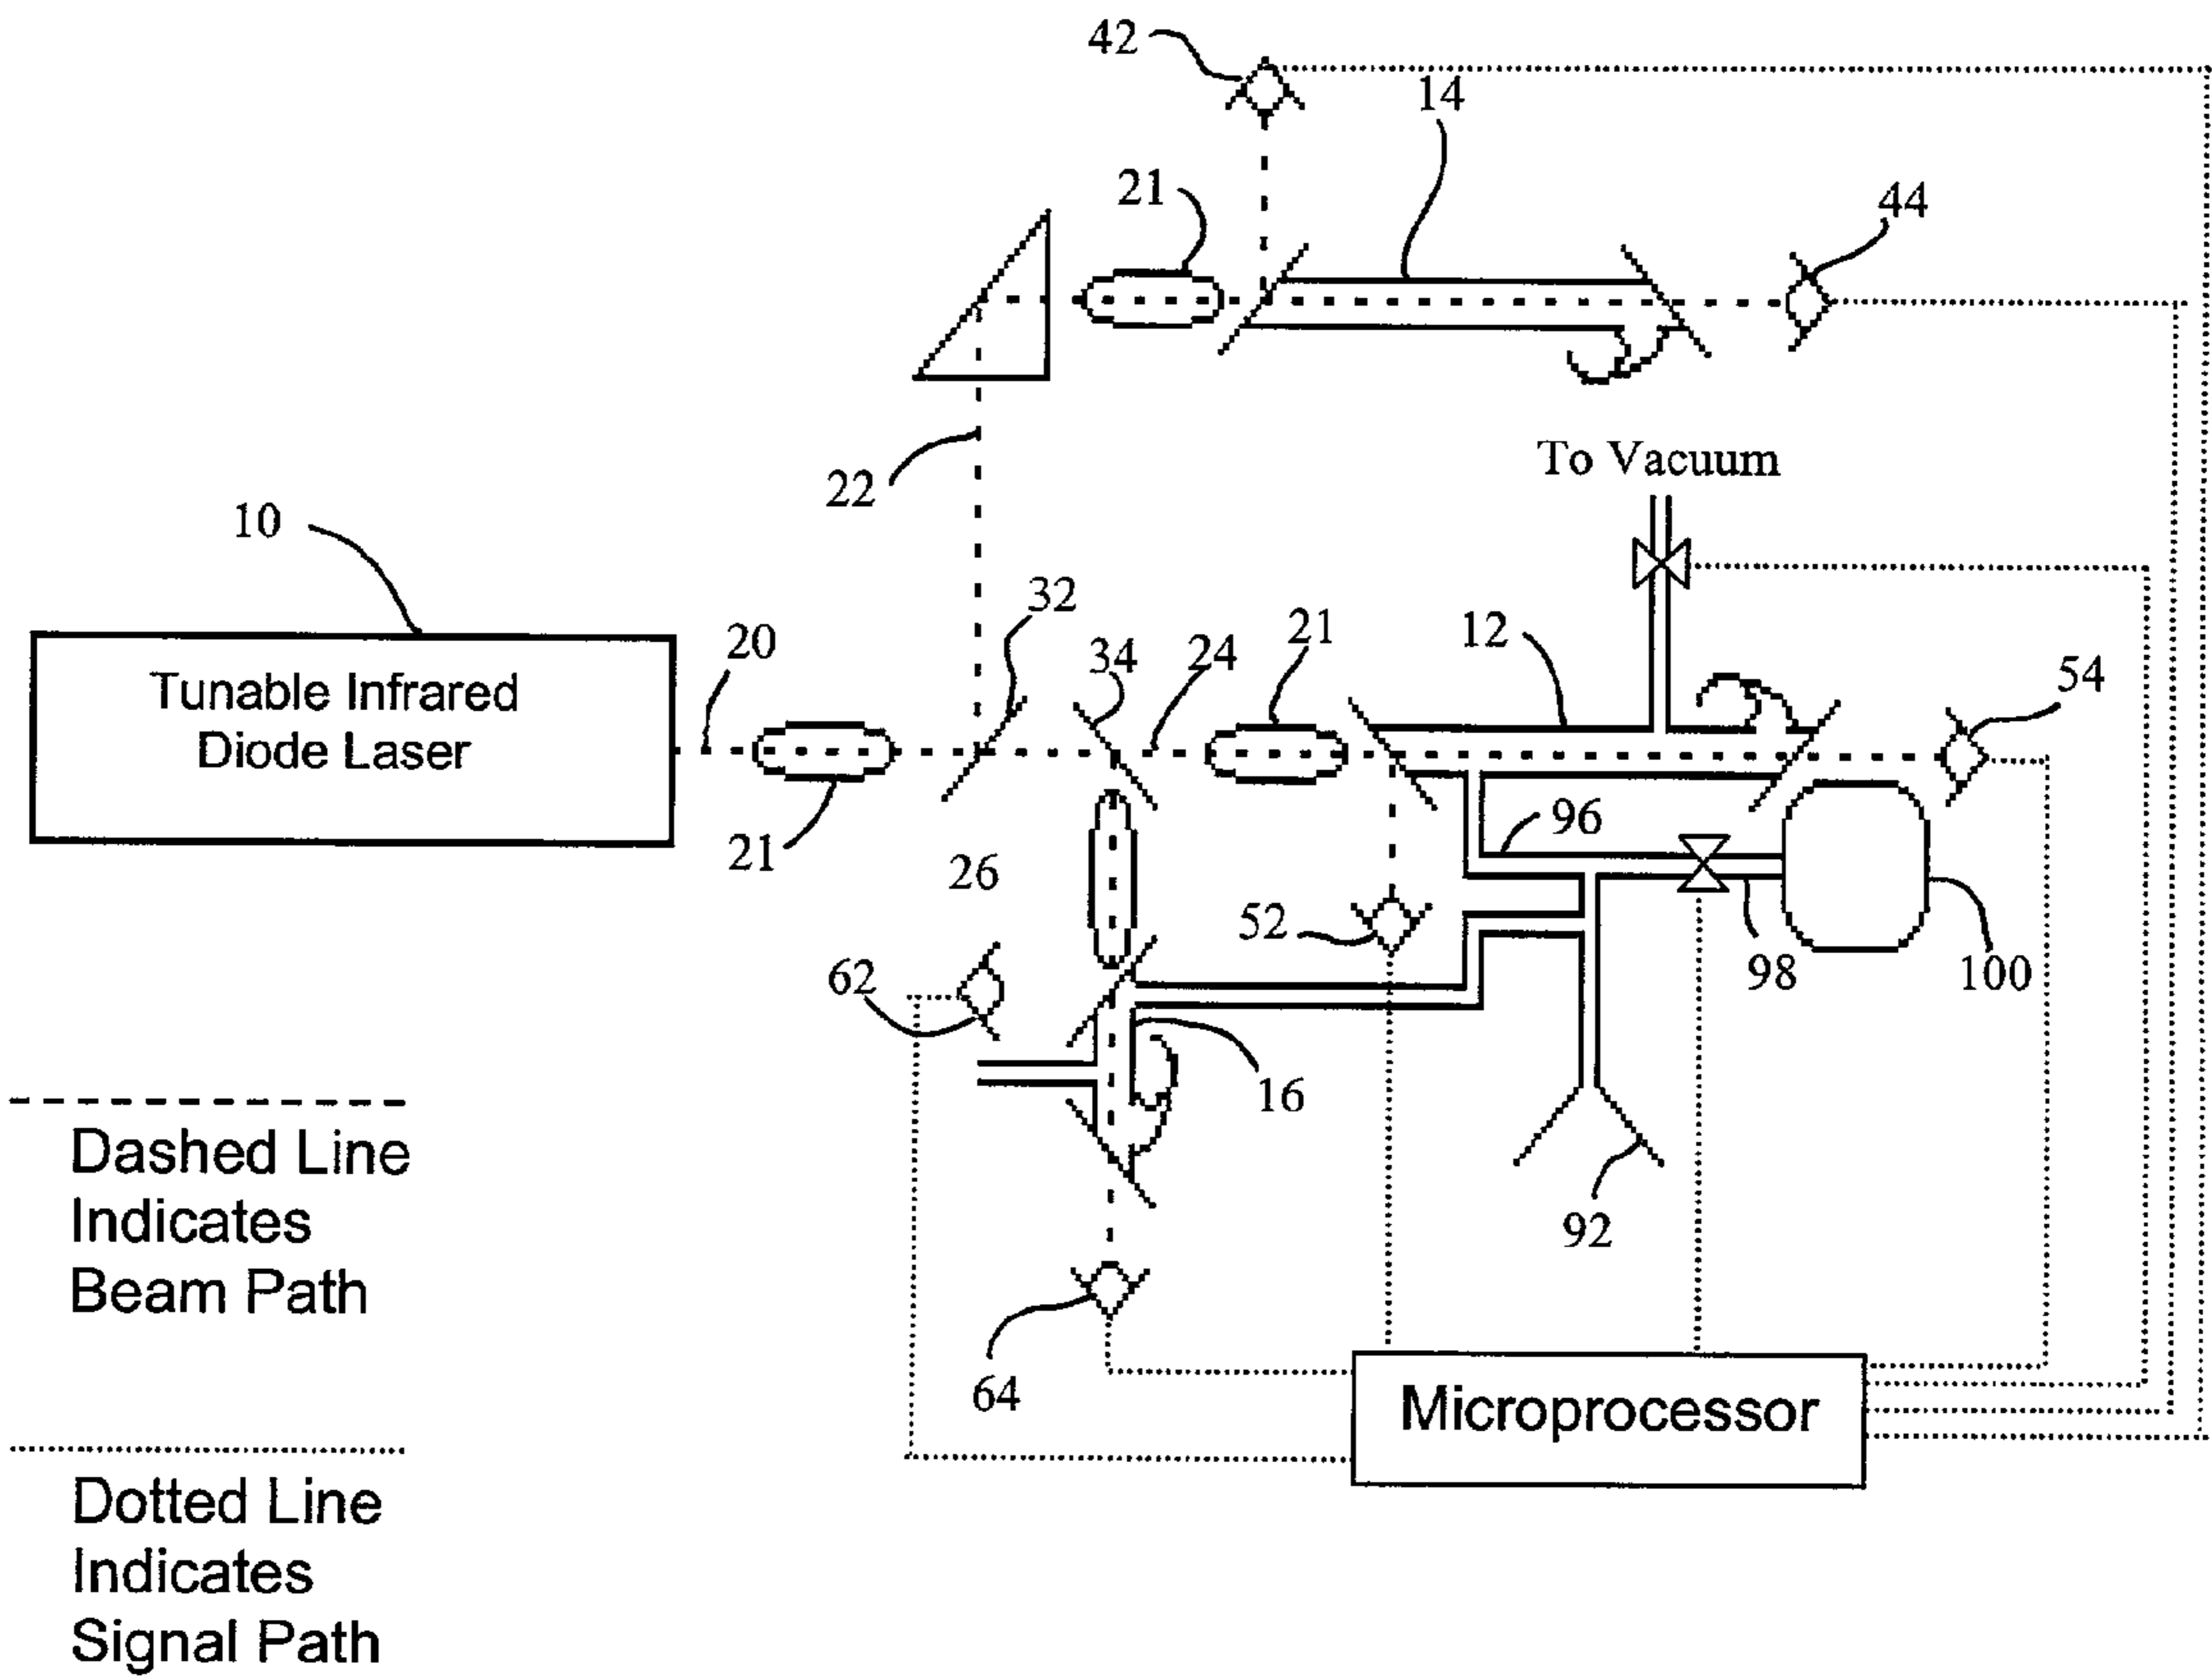 42
14
21
44
22
To Vacuum
10
32
20
34
24
21
12
54
Tunable Infrared
Diode Laser
21
26
96
52
62
98
100
16
Dashed Line
Indicates
Beam Path
92
64
Microprocessor
Dotted Line
Indicates
Signal Path